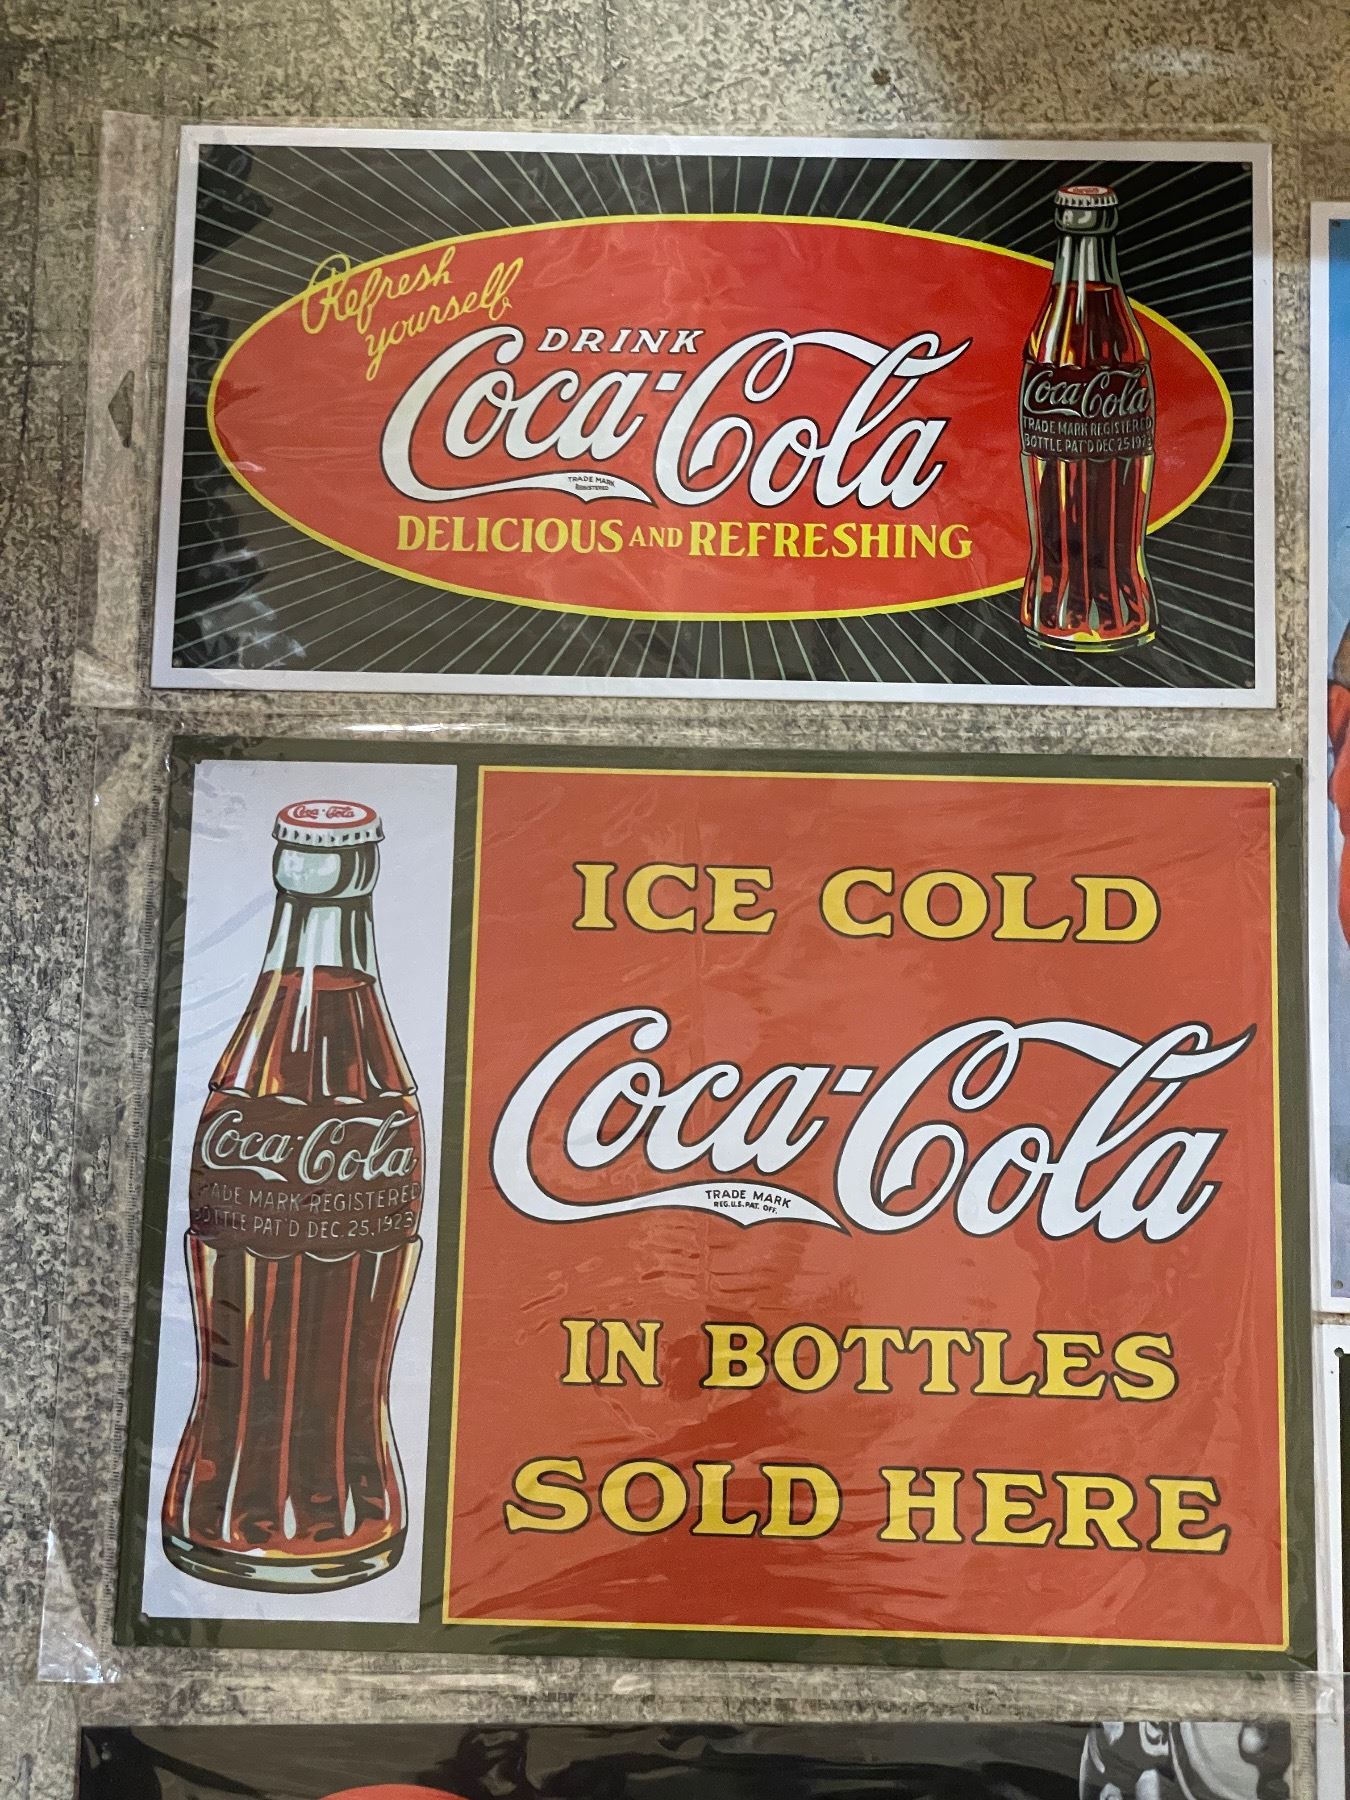 Refresh
yourself
DRINK
Coca-Cola
TRADE MARK
REGISTERED
DELICIOUS AND REFRESHING
Coca-Cola
TRADE MARK REGISTERED
BOTTLE PAT'D DEC 25 1923
Coca-Cola
Coca-Cola
TRADE MARK REGISTERED
BOTTLE PAT'D DEC. 25, 1923
ICE COLD
Coca-Cola
TRADE MARK
REG. U.S. PAT. OFF.
IN BOTTLES
SOLD HERE